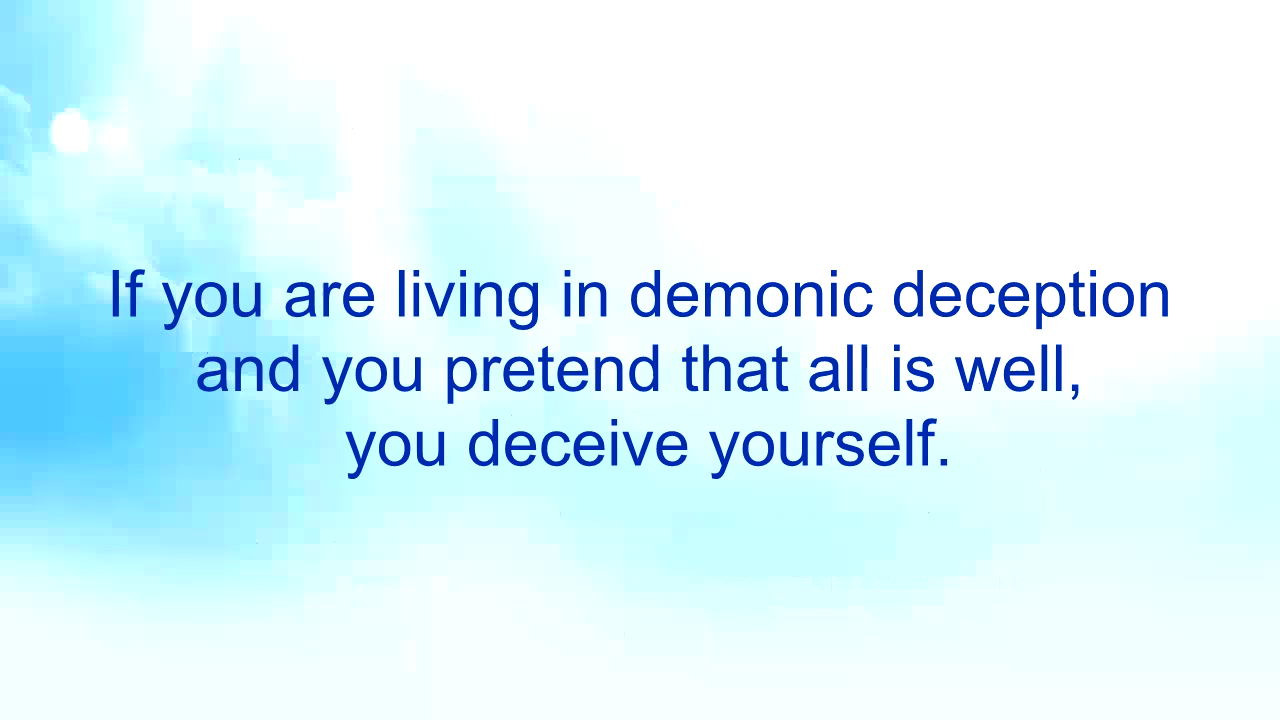 If you are living in demonic deception
and you pretend that all is well,
you deceive yourself.